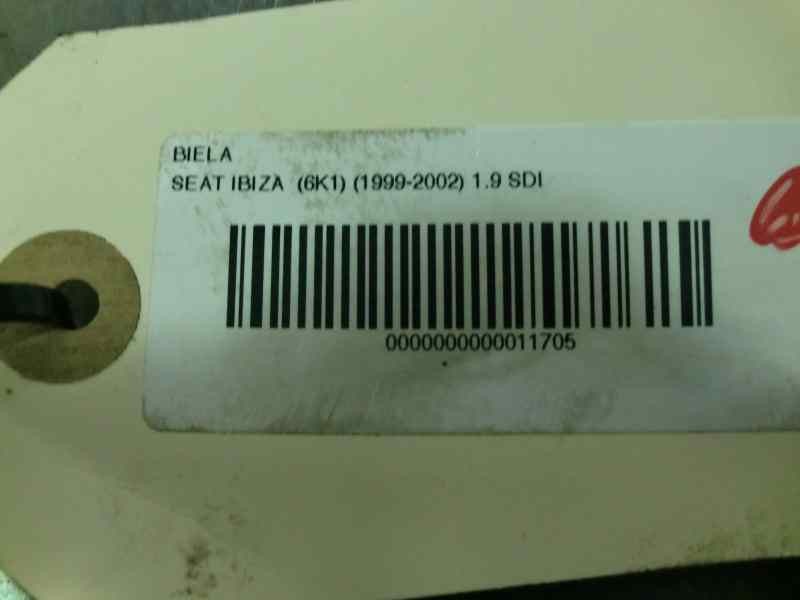 BIELA
SEAT IBIZA (6K1) (1999-2002) 1.9 SDI
0000000000011705